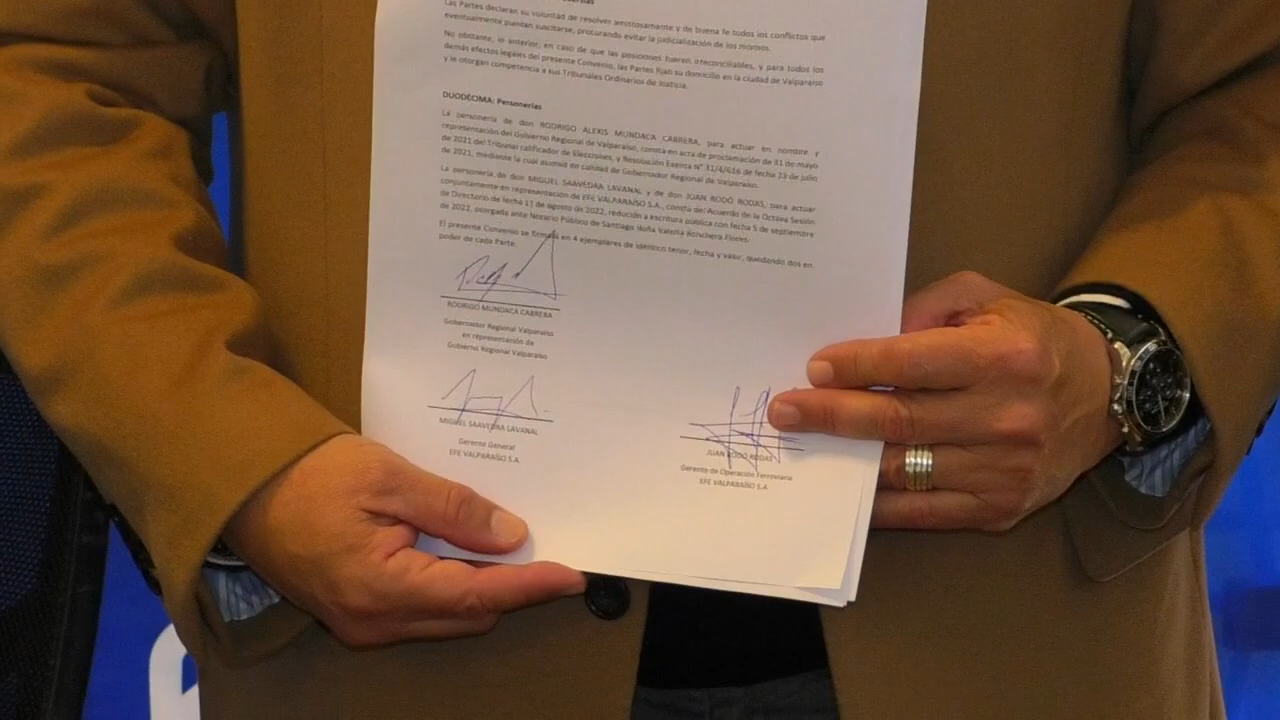 Las Partes declaran su voluntad de resolver amistosamente y de buena fe todos los conflictos que
eventualmente puedan suscitarse, procurando evitar la judicialización de los mismos.
No obstante, lo anterior, en caso de que las posiciones fueren irreconciliables, y para todos los
demás efectos legales del presente Convenio, las Partes fijan su domicilio en la ciudad de Valparaíso
y le otorgan competencia a sus Tribunales Ordinarios de Justicia.
DUODÉCIMA: Personerías
La personería de don RODRIGO ALEXIS MUNDACA CABRERA, para actuar en nombre y
representación del Gobierno Regional de Valparaíso, consta en acta de proclamación de 31 de mayo
de 2021 del Tribunal calificador de Elecciones, y Resolución Exenta N° 31/4/616 de fecha 23 de julio
de 2021, mediante la cual asumió en calidad de Gobernador Regional de Valparaíso.
La personería de don MIGUEL SAAVEDRA LAVANAL y de don JUAN RODÓ RODAS, para actuar
conjuntamente en representación de EFE VALPARAÍSO S.A., consta del Acuerdo de la Octava Sesión
de Directorio de fecha 11 de agosto de 2022, reducción a escritura pública con fecha 5 de septiembre
de 2022, otorgada ante Notario Público de Santiago doña Valeria Ronchera Flores.
El presente Convenio se firmará en 4 ejemplares de idéntico tenor, fecha y valor, quedando dos en
poder de cada Parte.
RODRIGO MUNDACA CABRERA
Gobernador Regional Valparaíso
en representación de
Gobierno Regional Valparaíso
MIGUEL SAAVEDRA LAVANAL
Gerente General
EFE VALPARAÍSO S.A.
JUAN RODÓ RODAS
Gerente de Operación Ferroviaria
EFE VALPARAÍSO S.A